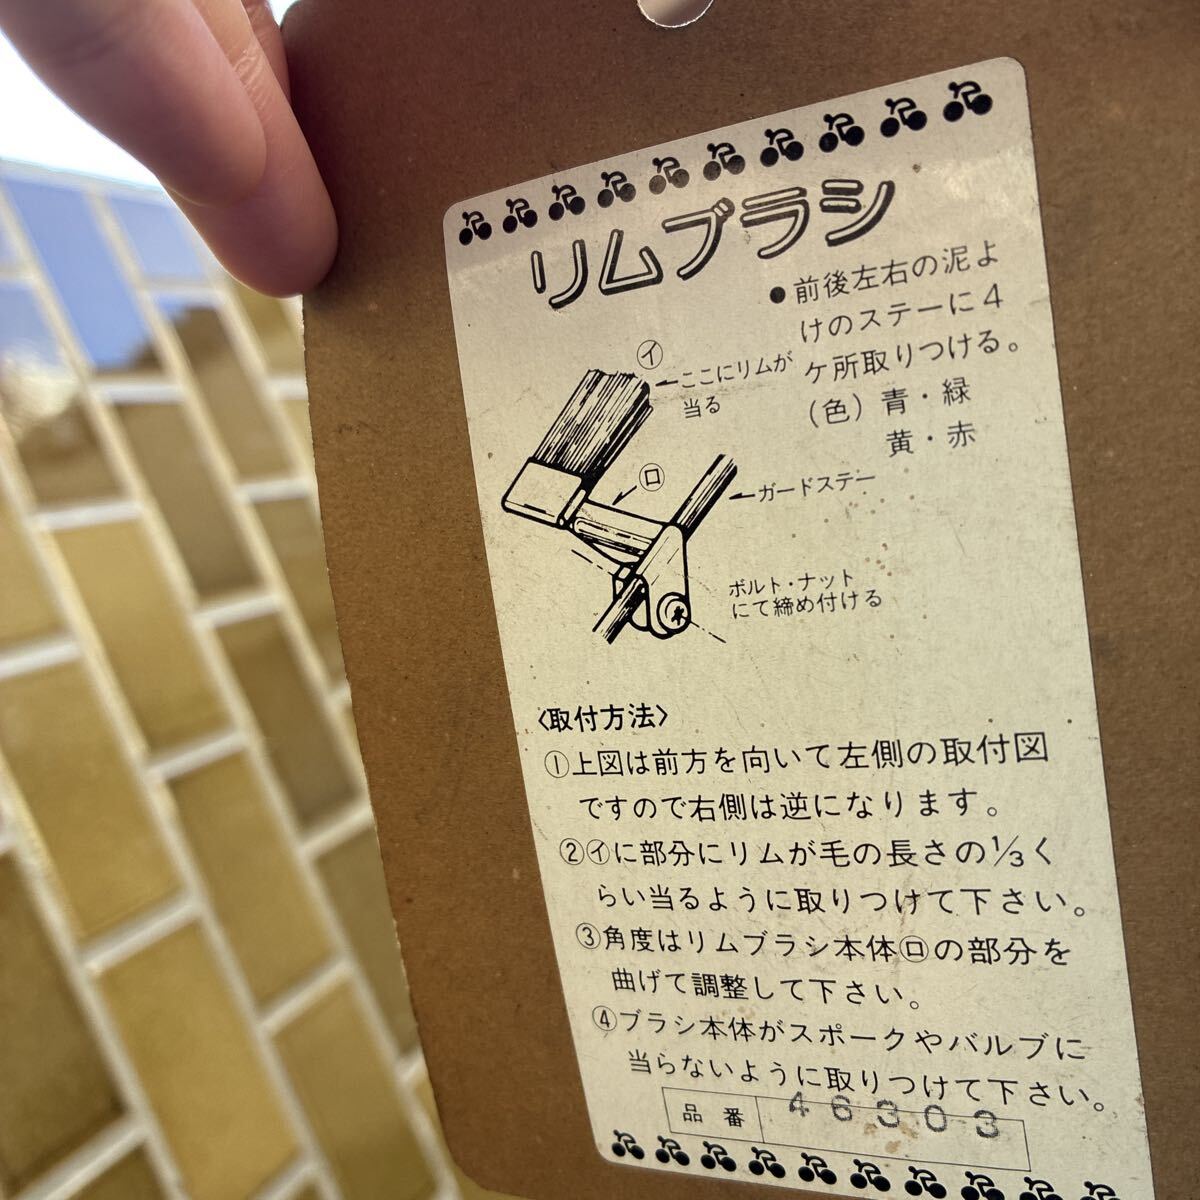 リムブラシ
●前後左右の泥よ
けのステーに4
ケ所取りつける。
（色）青・緑
黄・赤
㋑
ここにリムが
当る
㋺
ガードステー
ボルト・ナット
にて締め付ける
〈取付方法〉
①上図は前方を向いて左側の取付図
ですので右側は逆になります。
②㋑に部分にリムが毛の長さの1/3く
らい当るように取りつけて下さい。
③角度はリムブラシ本体㋺の部分を
曲げて調整して下さい。
④ブラシ本体がスポークやバルブに
当らないように取りつけて下さい。
品番 46303